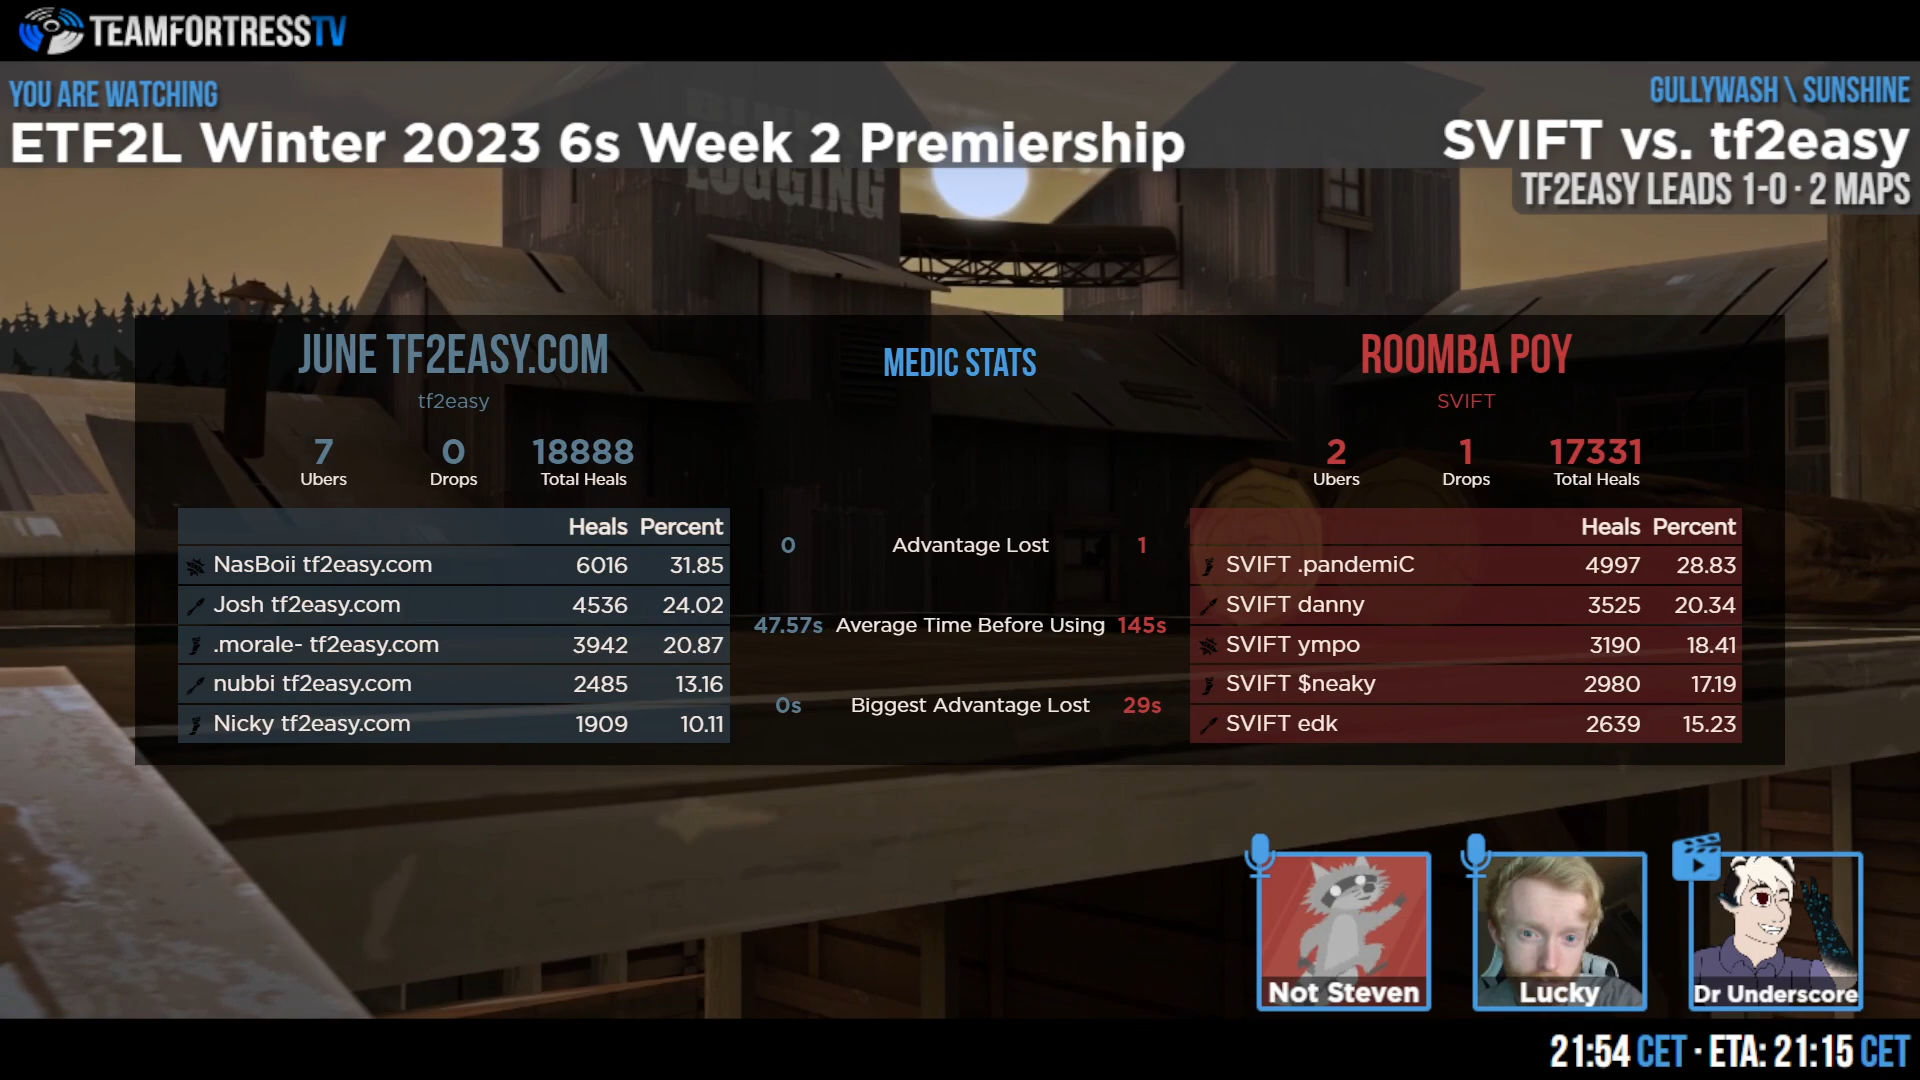 TEAMFORTRESSTV
YOU ARE WATCHING
ETF2L Winter 2023 6s Week 2 Premiership
GULLYWASH \ SUNSHINE
SVIFT vs. tf2easy
TF2EASY LEADS 1-0 · 2 MAPS
LOGGING
JUNE TF2EASY.COM
tf2easy
7 0 18888
Ubers Drops Total Heals
Heals Percent
NasBoii tf2easy.com 6016 31.85
Josh tf2easy.com 4536 24.02
.morale- tf2easy.com 3942 20.87
nubbi tf2easy.com 2485 13.16
Nicky tf2easy.com 1909 10.11
MEDIC STATS
0 Advantage Lost 1
47.57s Average Time Before Using 145s
0s Biggest Advantage Lost 29s
ROOMBA POY
SVIFT
2 1 17331
Ubers Drops Total Heals
Heals Percent
SVIFT .pandemiC 4997 28.83
SVIFT danny 3525 20.34
SVIFT ympo 3190 18.41
SVIFT $neaky 2980 17.19
SVIFT edk 2639 15.23
Not Steven
Lucky
Dr Underscore
21:54 CET · ETA: 21:15 CET